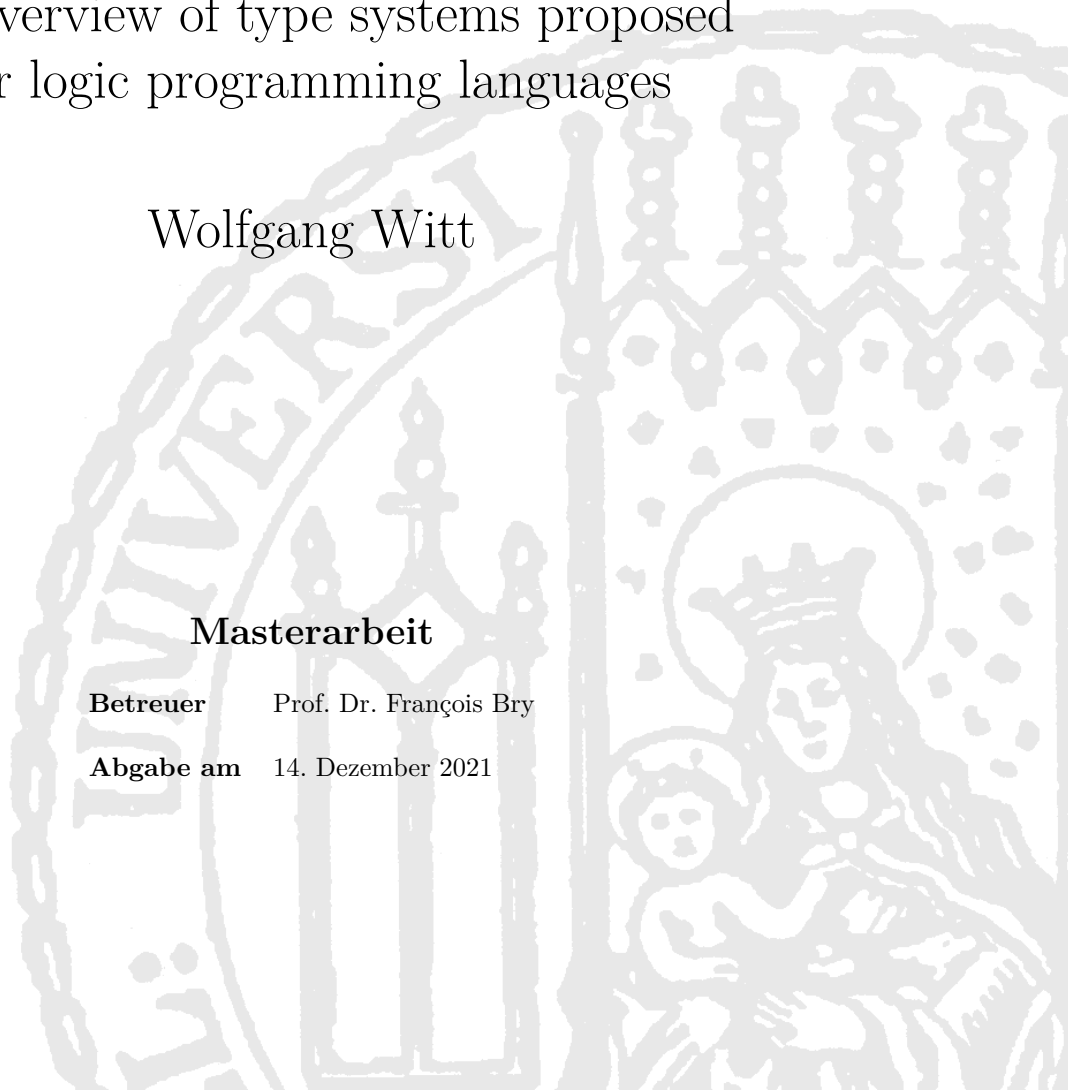 verview of type systems proposed
r logic programming languages
Wolfgang Witt
Masterarbeit
Betreuer Prof. Dr. François Bry
Abgabe am 14. Dezember 2021
UNIVERSI